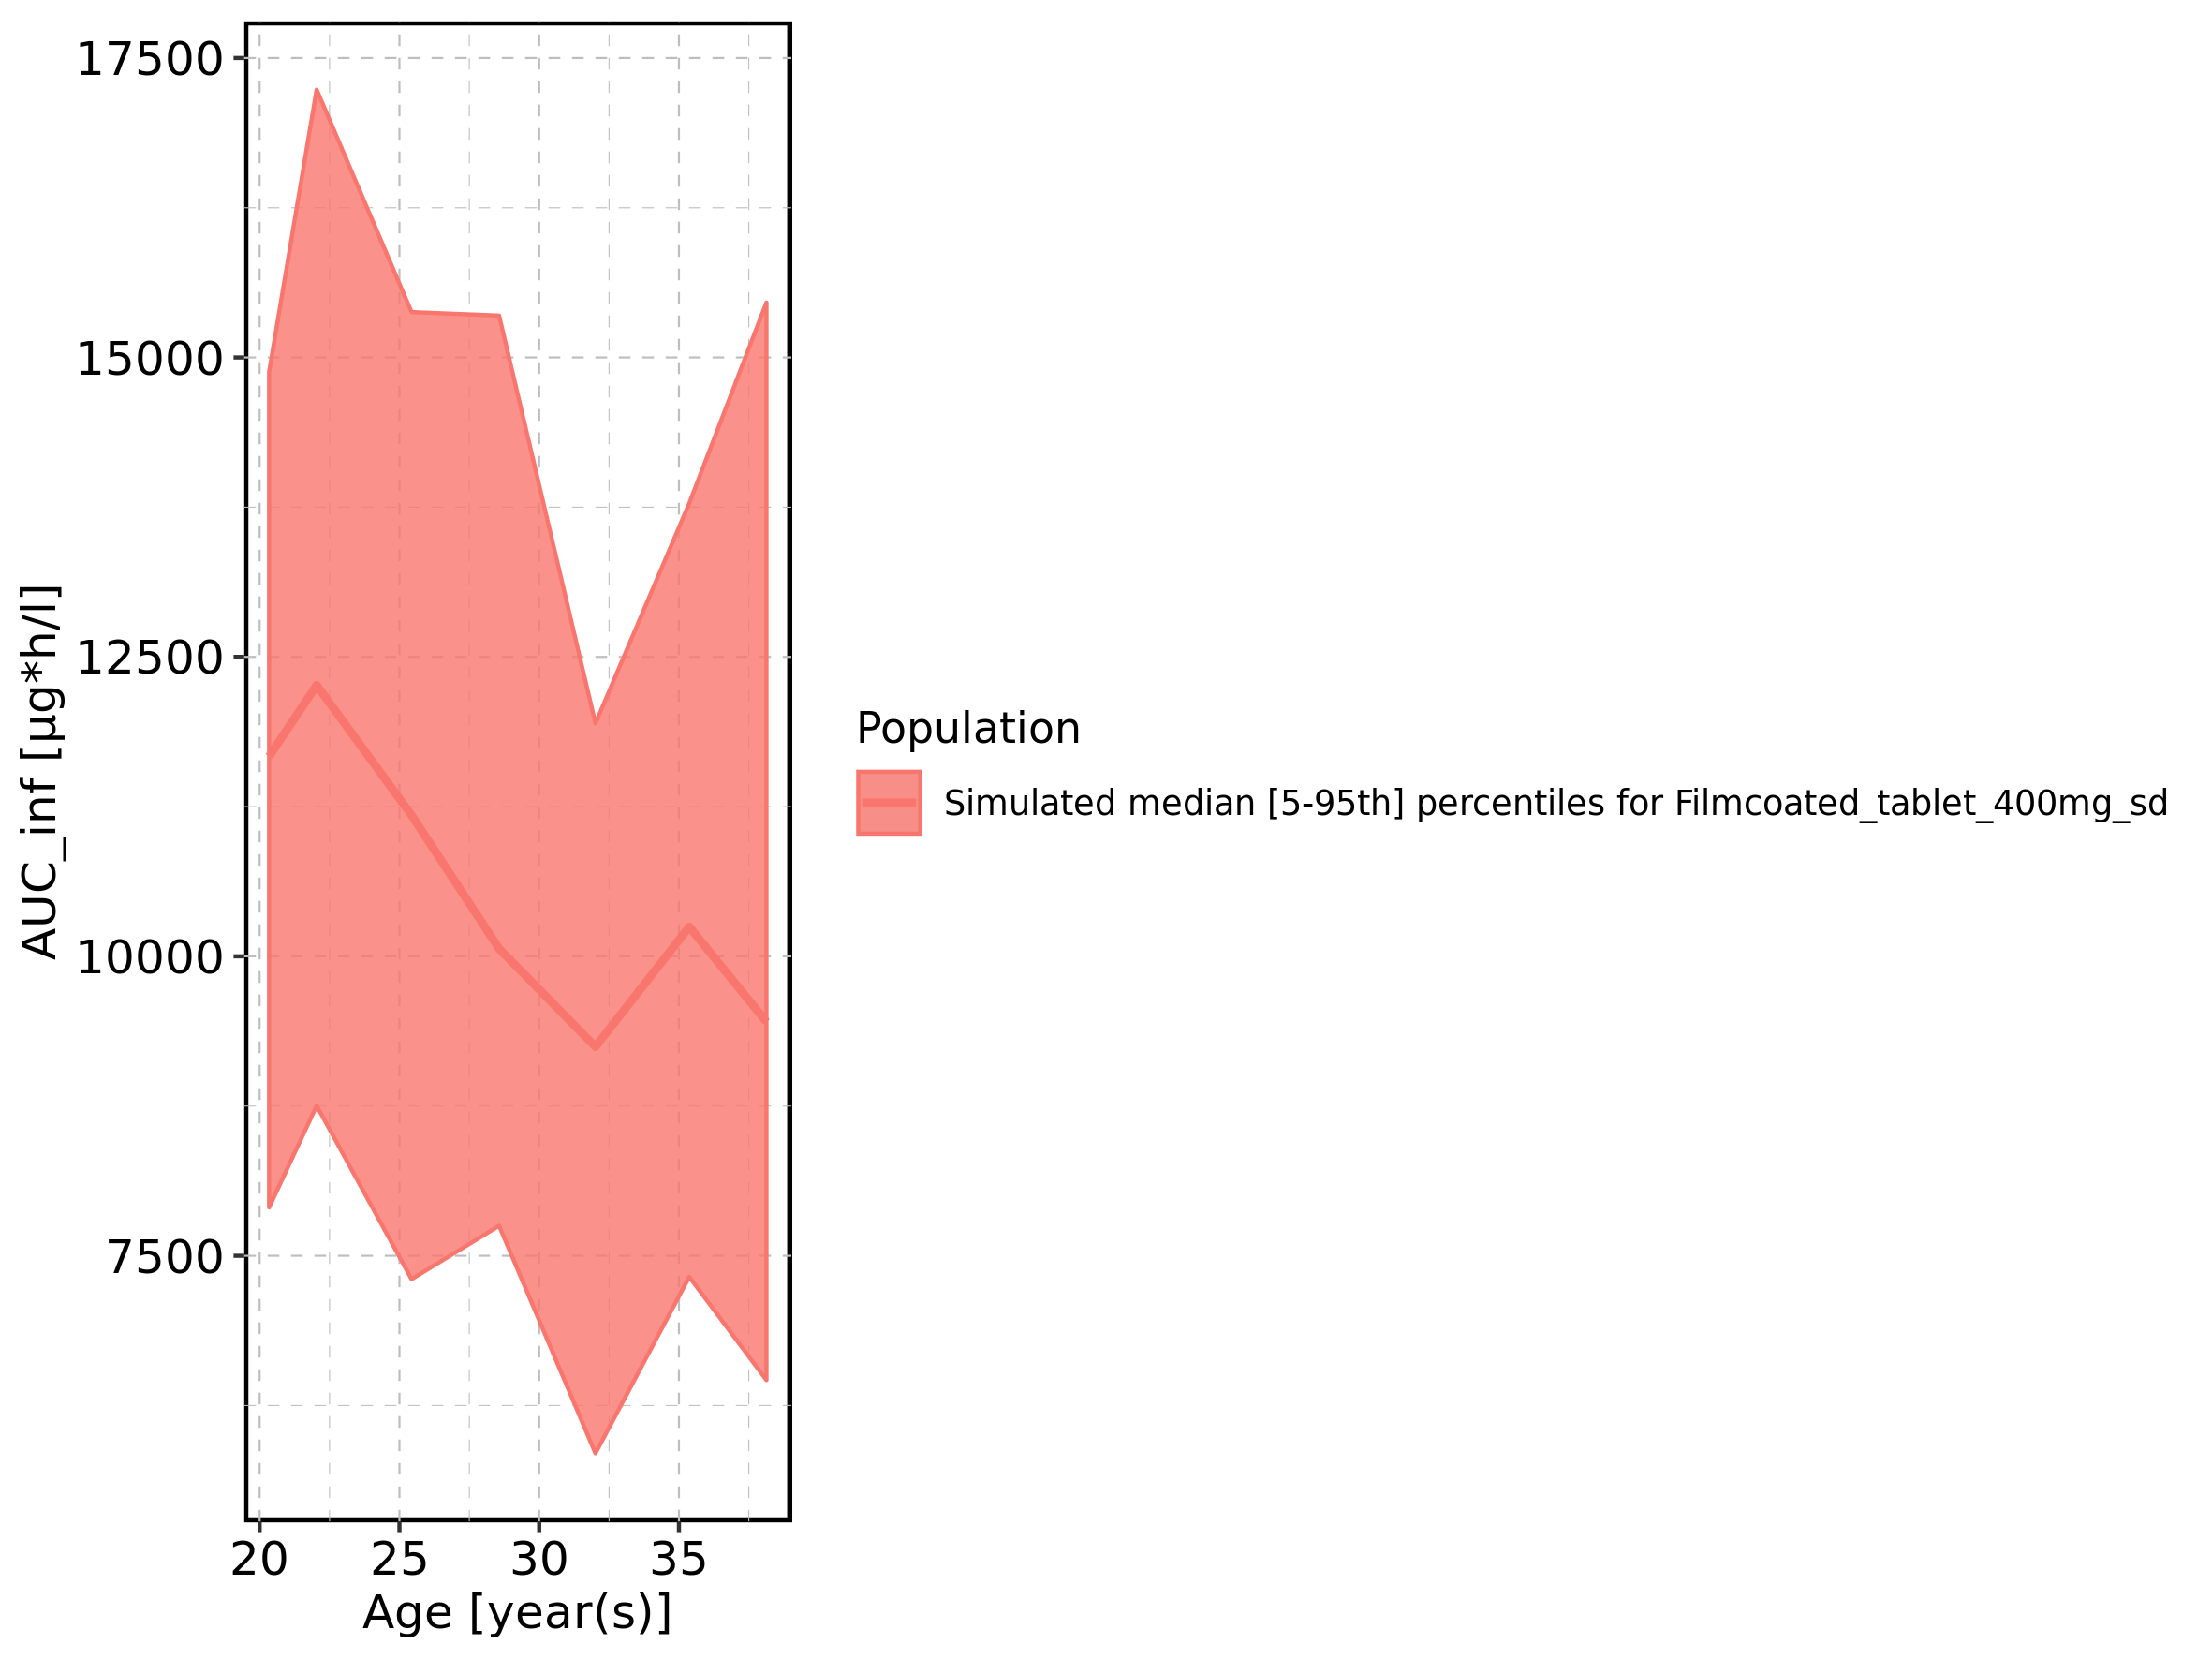 17500
15000
12500
10000
7500
AUC_inf [µg*h/l]
20 25 30 35
Age [year(s)]
Population
Simulated median [5-95th] percentiles for Filmcoated_tablet_400mg_sd